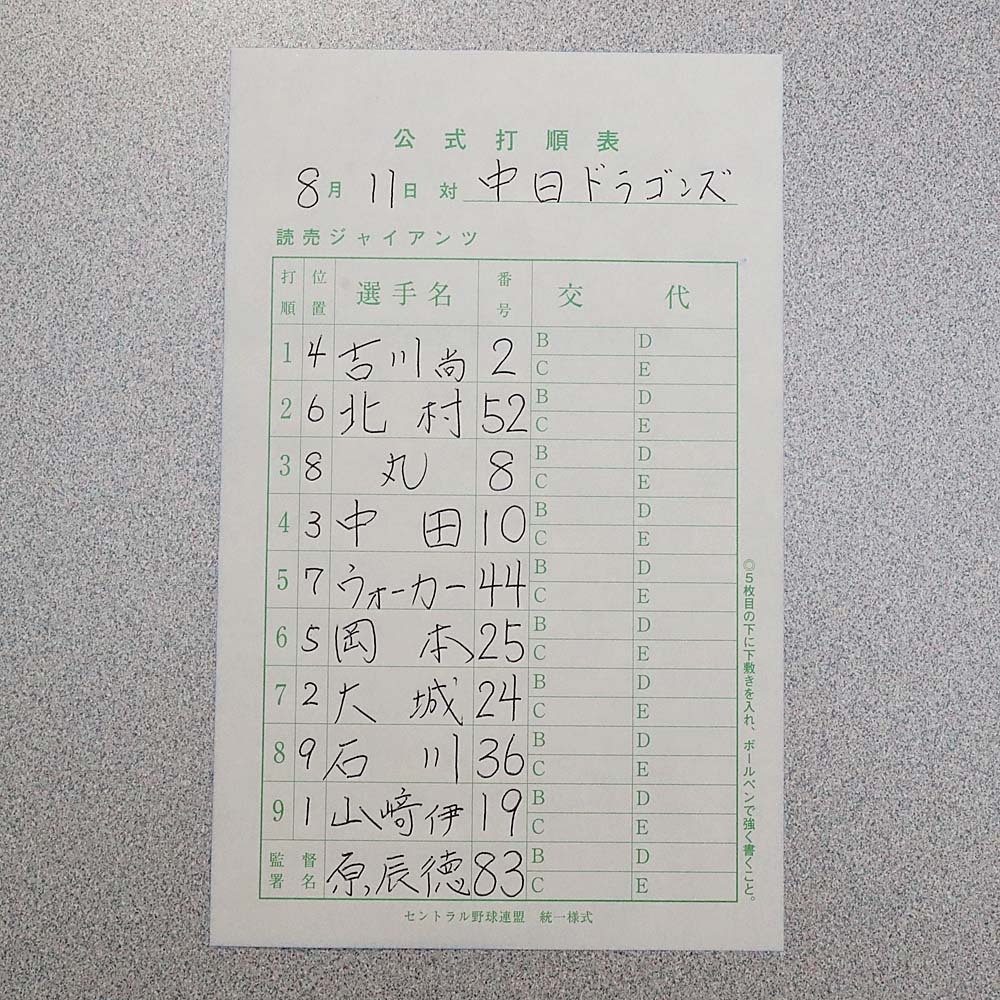 公式打順表
8月11日 対 中日ドラゴンズ
読売ジャイアンツ
打順 位置 選手名 番号 交代
1 4 吉川尚 2 B D C E
2 6 北村 52 B D C E
3 8 丸 8 B D C E
4 3 中田 10 B D C E
5 7 ウォーカー 44 B D C E
6 5 岡本 25 B D C E
7 2 大城 24 B D C E
8 9 石川 36 B D C E
9 1 山﨑伊 19 B D C E
監督署名 原辰徳 83 B D C E
セントラル野球連盟 統一様式
◎5枚目の下に下敷きを入れ、ボールペンで強く書くこと。